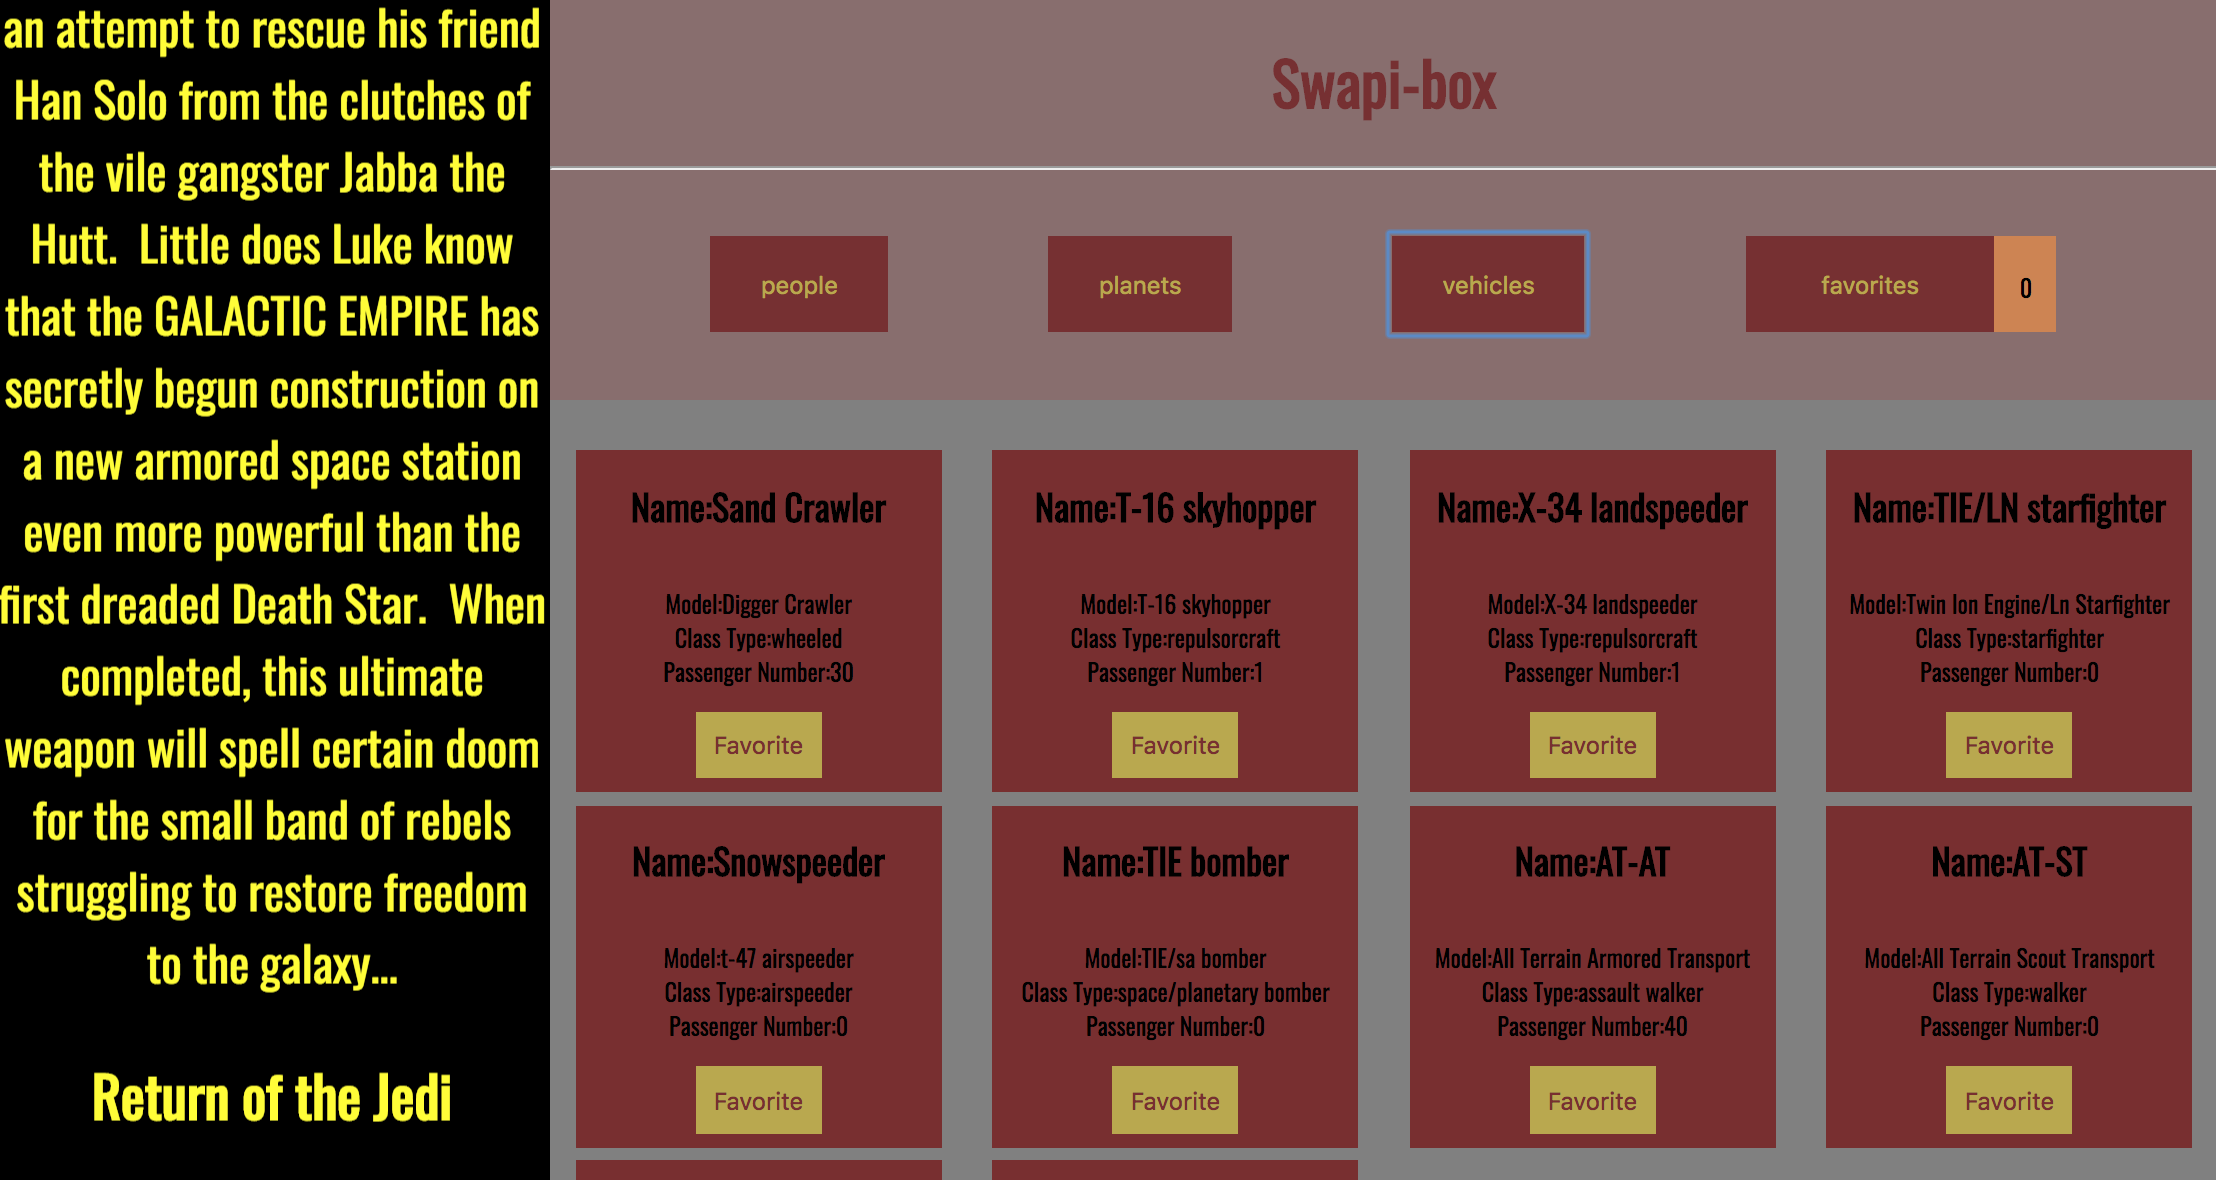 an attempt to rescue his friend
Han Solo from the clutches of
the vile gangster Jabba the
Hutt.  Little does Luke know
that the GALACTIC EMPIRE has
secretly begun construction on
a new armored space station
even more powerful than the
first dreaded Death Star.  When
completed, this ultimate
weapon will spell certain doom
for the small band of rebels
struggling to restore freedom
to the galaxy...
Return of the Jedi
Swapi-box
people
planets
vehicles
favorites
0
Name:Sand Crawler
Model:Digger Crawler
Class Type:wheeled
Passenger Number:30
Favorite
Name:T-16 skyhopper
Model:T-16 skyhopper
Class Type:repulsorcraft
Passenger Number:1
Favorite
Name:X-34 landspeeder
Model:X-34 landspeeder
Class Type:repulsorcraft
Passenger Number:1
Favorite
Name:TIE/LN starfighter
Model:Twin Ion Engine/Ln Starfighter
Class Type:starfighter
Passenger Number:0
Favorite
Name:Snowspeeder
Model:t-47 airspeeder
Class Type:airspeeder
Passenger Number:0
Favorite
Name:TIE bomber
Model:TIE/sa bomber
Class Type:space/planetary bomber
Passenger Number:0
Favorite
Name:AT-AT
Model:All Terrain Armored Transport
Class Type:assault walker
Passenger Number:40
Favorite
Name:AT-ST
Model:All Terrain Scout Transport
Class Type:walker
Passenger Number:0
Favorite